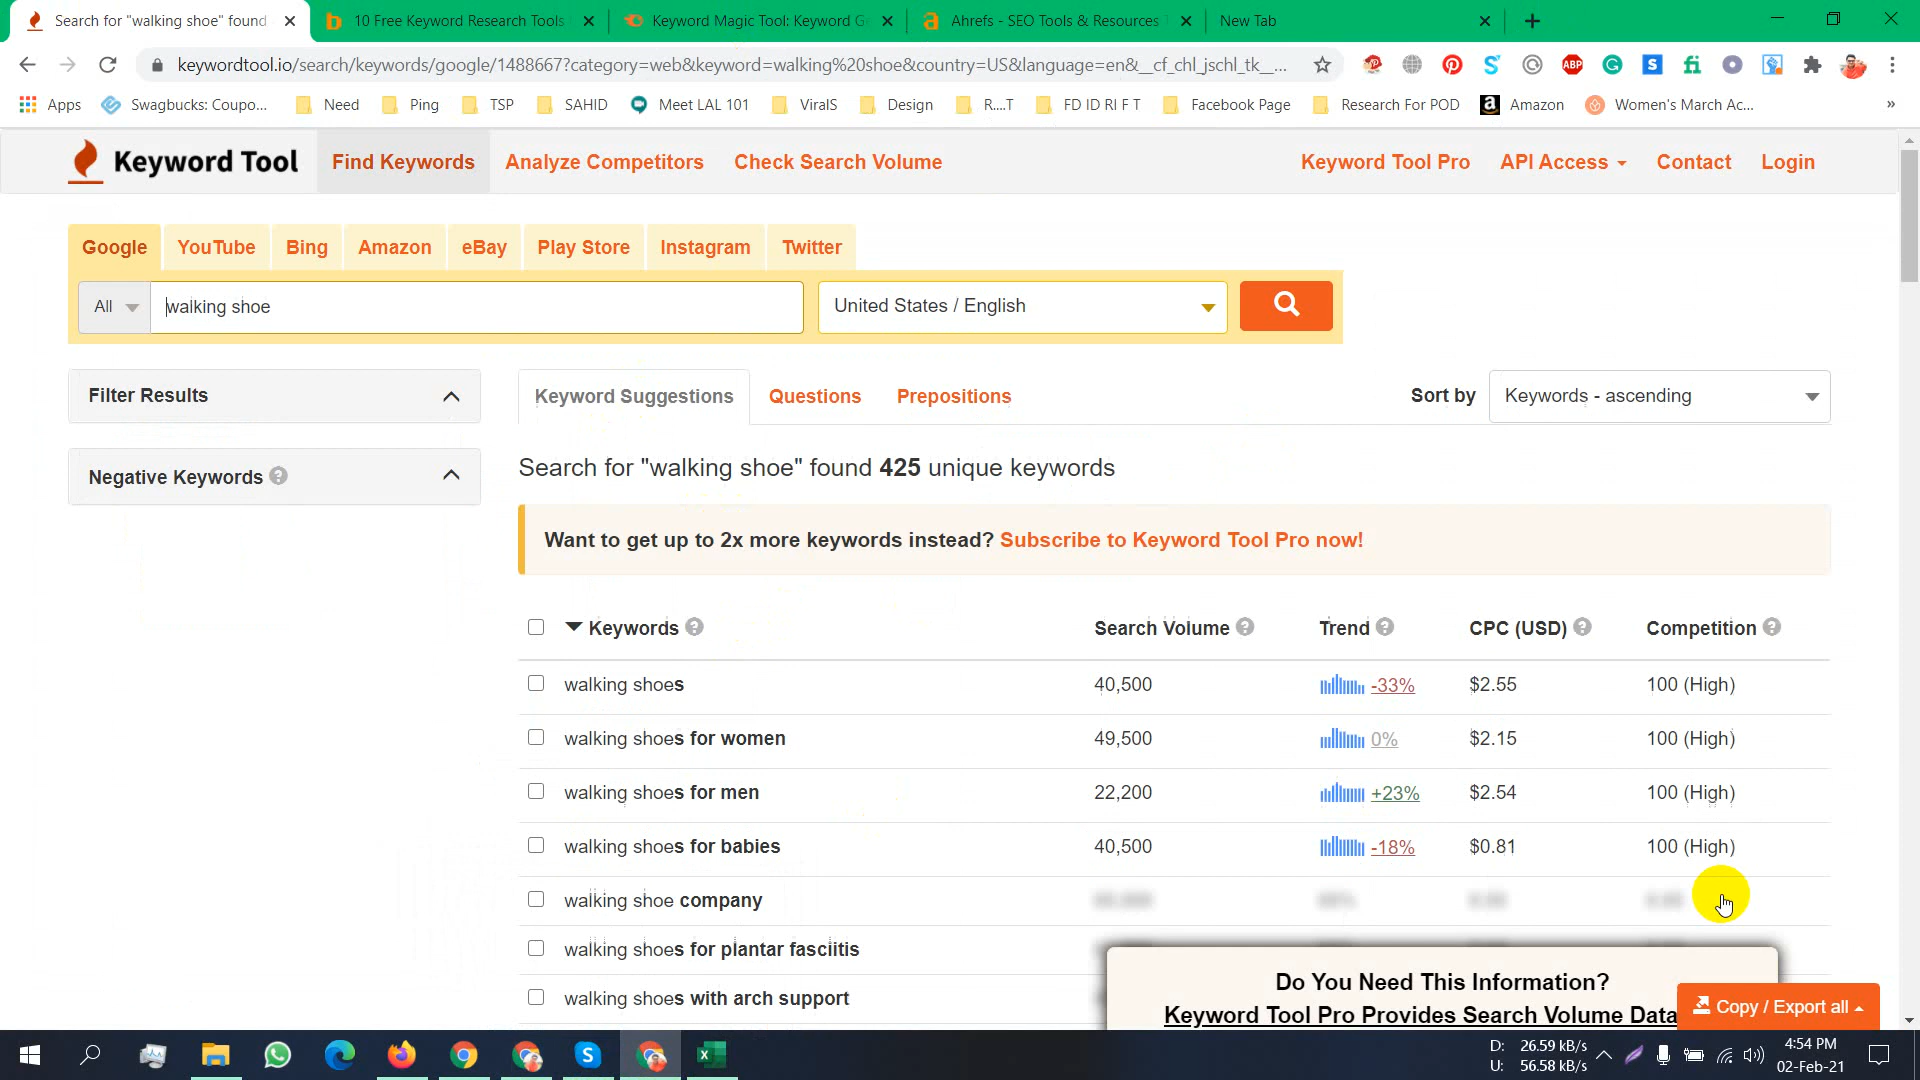 Search for "walking shoe" found
10 Free Keyword Research Tools
Keyword Magic Tool: Keyword G
Ahrefs - SEO Tools & Resources
New Tab
keywordtool.io/search/keywords/google/1488667?category=web&keyword=walking%20shoe&country=US&language=en&__cf_chl_jschl_tk__...
ABP
Apps
Swagbucks: Coupo...
Need
Ping
TSP
SAHID
Meet LAL 101
ViralS
Design
R....T
FD ID RI F T
Facebook Page
Research For POD
Amazon
Women's March Ac...
Keyword Tool
Find Keywords
Analyze Competitors
Check Search Volume
Keyword Tool Pro
API Access
Contact
Login
Google
YouTube
Bing
Amazon
eBay
Play Store
Instagram
Twitter
All
walking shoe
United States / English
Filter Results
Negative Keywords
Keyword Suggestions
Questions
Prepositions
Sort by
Keywords - ascending
Search for "walking shoe" found 425 unique keywords
Want to get up to 2x more keywords instead? Subscribe to Keyword Tool Pro now!
Keywords
Search Volume
Trend
CPC (USD)
Competition
walking shoes 40,500 -33% $2.55 100 (High)
walking shoes for women 49,500 0% $2.15 100 (High)
walking shoes for men 22,200 +23% $2.54 100 (High)
walking shoes for babies 40,500 -18% $0.81 100 (High)
walking shoe company
walking shoes for plantar fasciitis
walking shoes with arch support
Do You Need This Information?
Keyword Tool Pro Provides Search Volume Data
Copy / Export all
D: 26.59 kB/s
U: 56.58 kB/s
4:54 PM
02-Feb-21